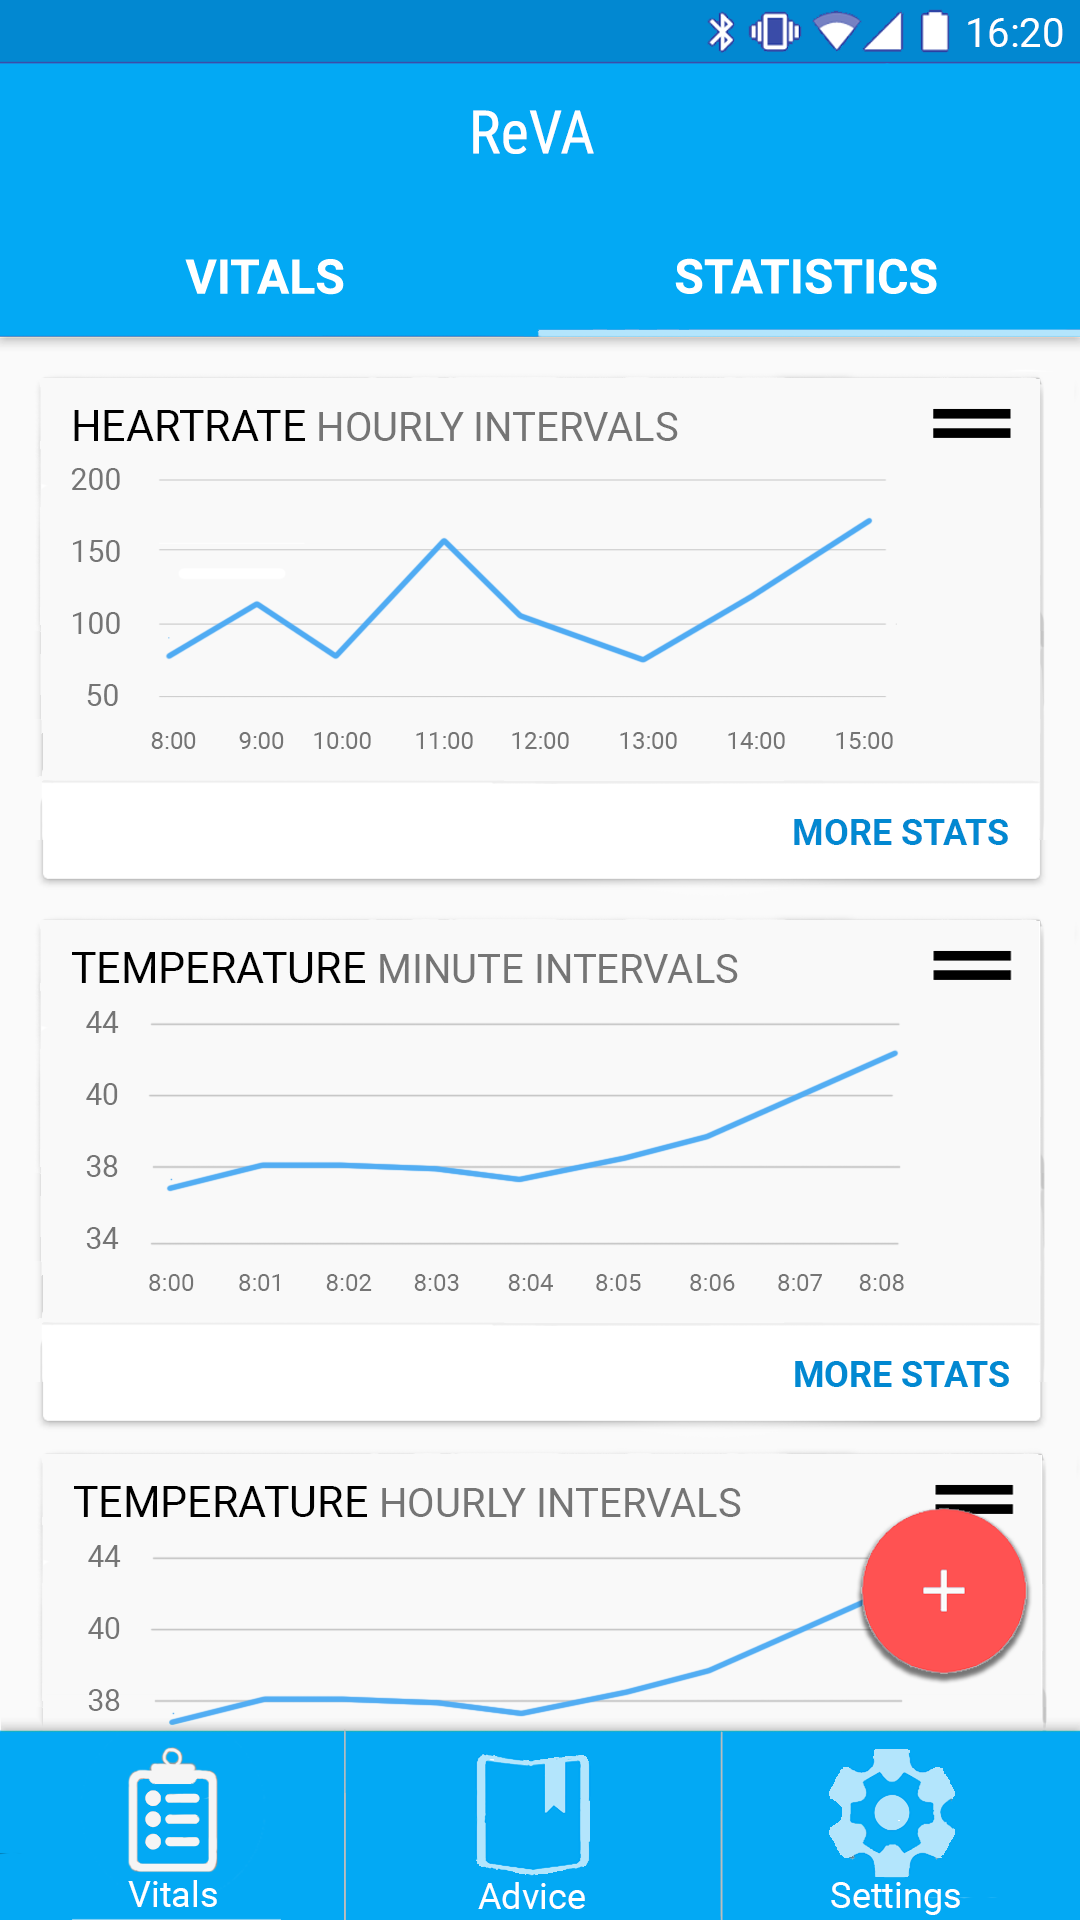 16:20
ReVA
VITALS STATISTICS
HEARTRATE HOURLY INTERVALS
200
150
100
50
8:00 9:00 10:00 11:00 12:00 13:00 14:00 15:00
MORE STATS
TEMPERATURE MINUTE INTERVALS
44
40
38
34
8:00 8:01 8:02 8:03 8:04 8:05 8:06 8:07 8:08
MORE STATS
TEMPERATURE HOURLY INTERVALS
44
40
38
+
Vitals Advice Settings